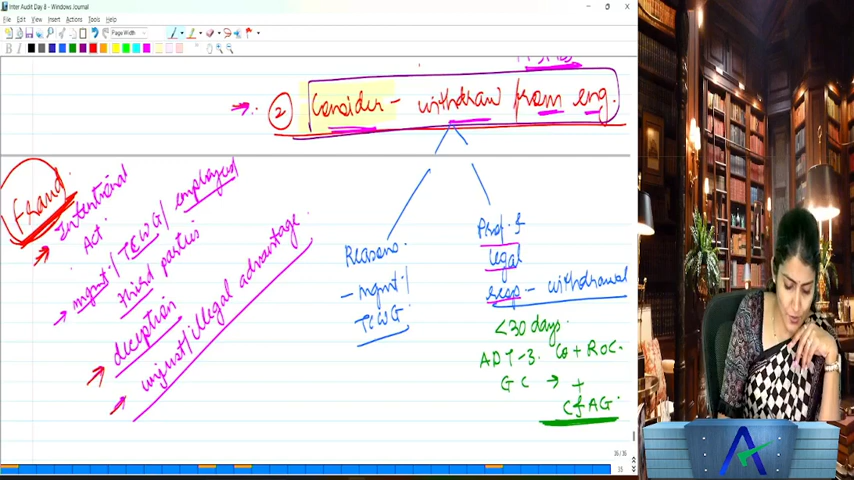 Inter Audit Day 8 - Windows Journal
File Edit View Insert Actions Tools Help
Page Width
② Consider - withdraw from eng.
Fraud
Intentional
Act
mgmt / TCWG / employees
third parties
deception
unjust/illegal advantage.
Reasons.
- mgmt /
TCWG
Prof. &
legal
resp - withdrawal
<30 days.
ADT-3. Co + ROC.
GC → +
C&AG.